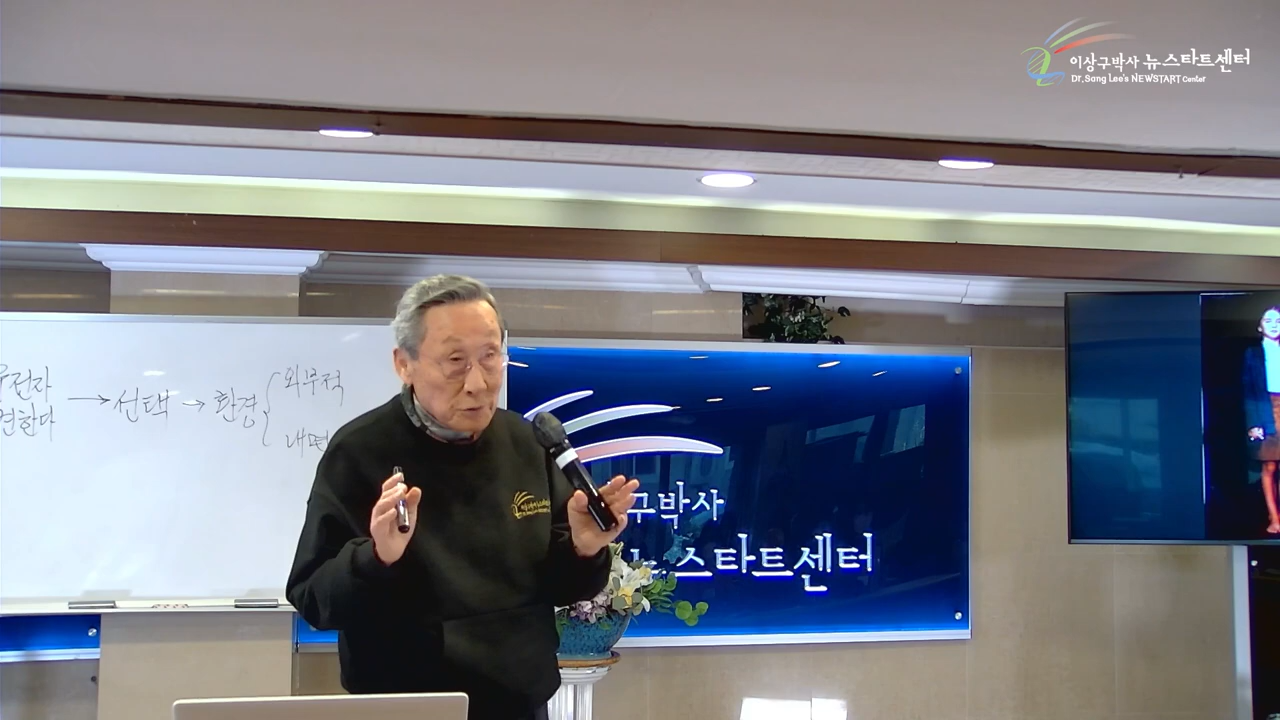 이상구박사 뉴스타트센터
Dr. Sang Lee's NEWSTART Center
전자 → 선택 → 환경 { 외부적
변한다
내면
구박사
스타트센터